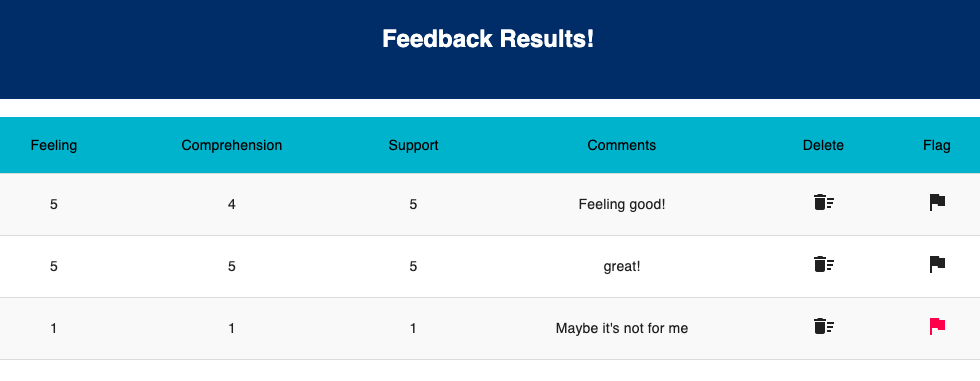 Feedback Results!
Feeling Comprehension Support Comments Delete Flag
5 4 5 Feeling good!
5 5 5 great!
1 1 1 Maybe it's not for me